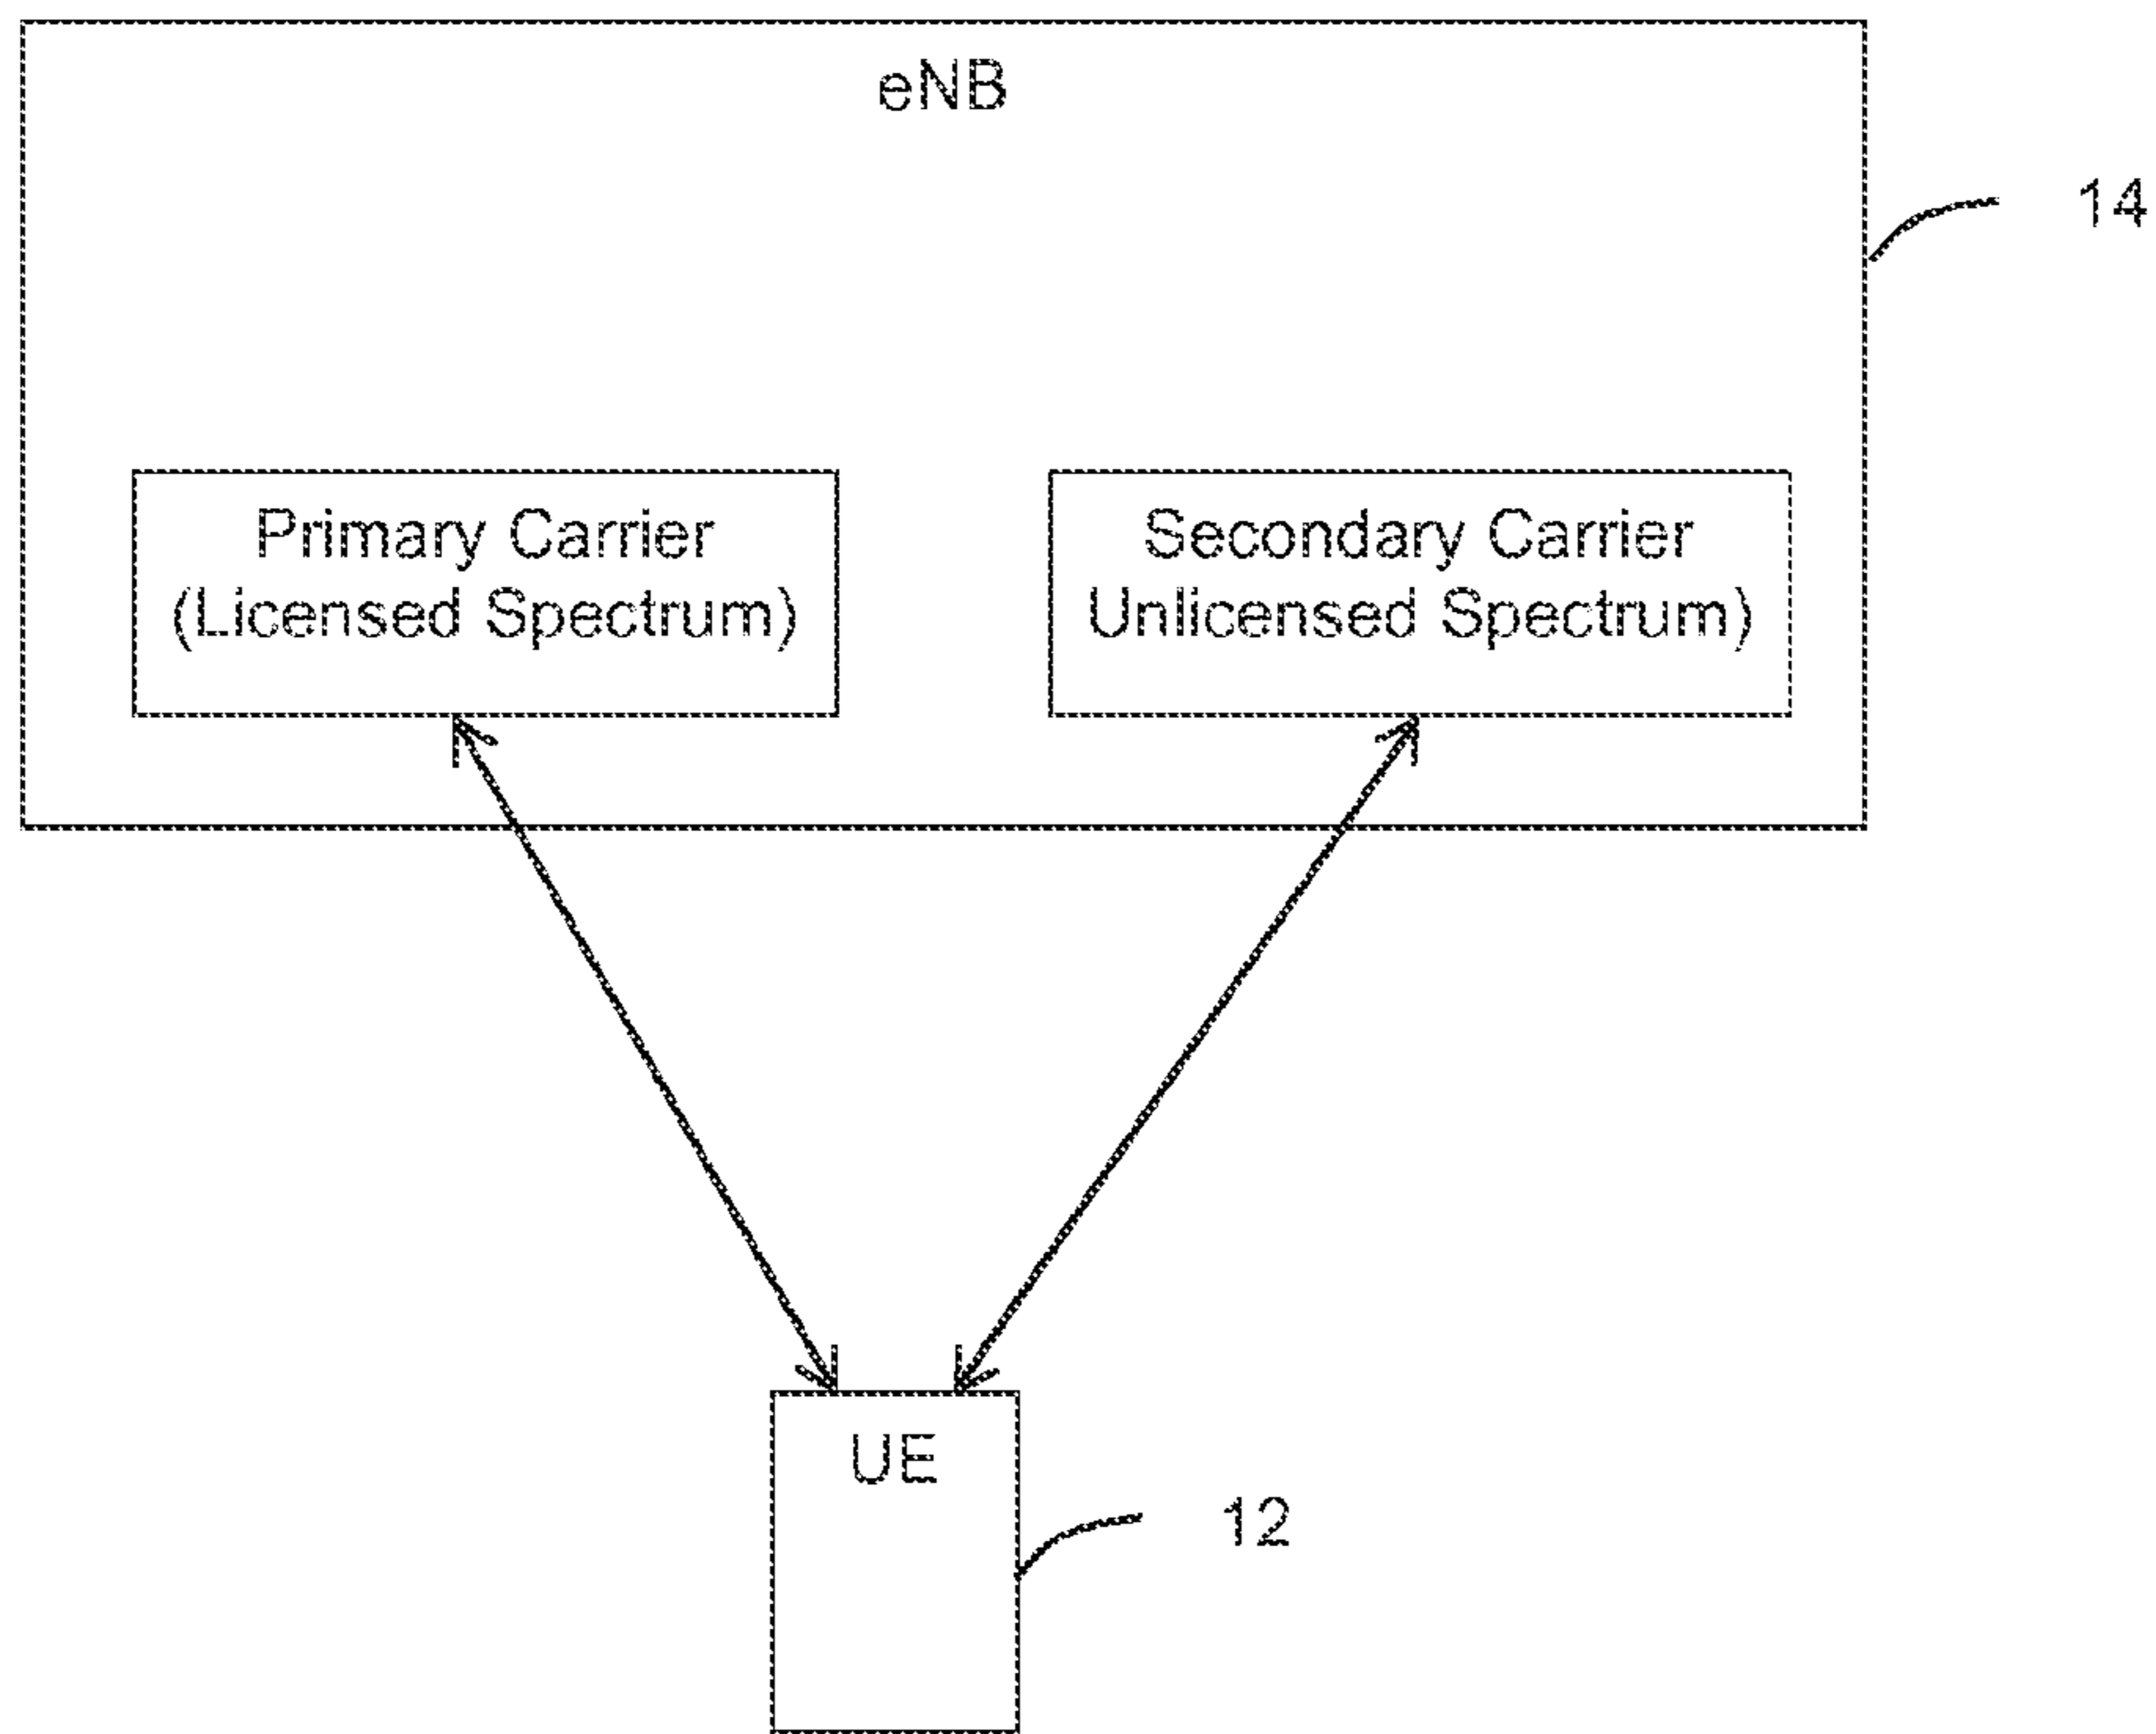 eNB
14
Primary Carrier
(Licensed Spectrum)
Secondary Carrier
Unlicensed Spectrum)
UE
12